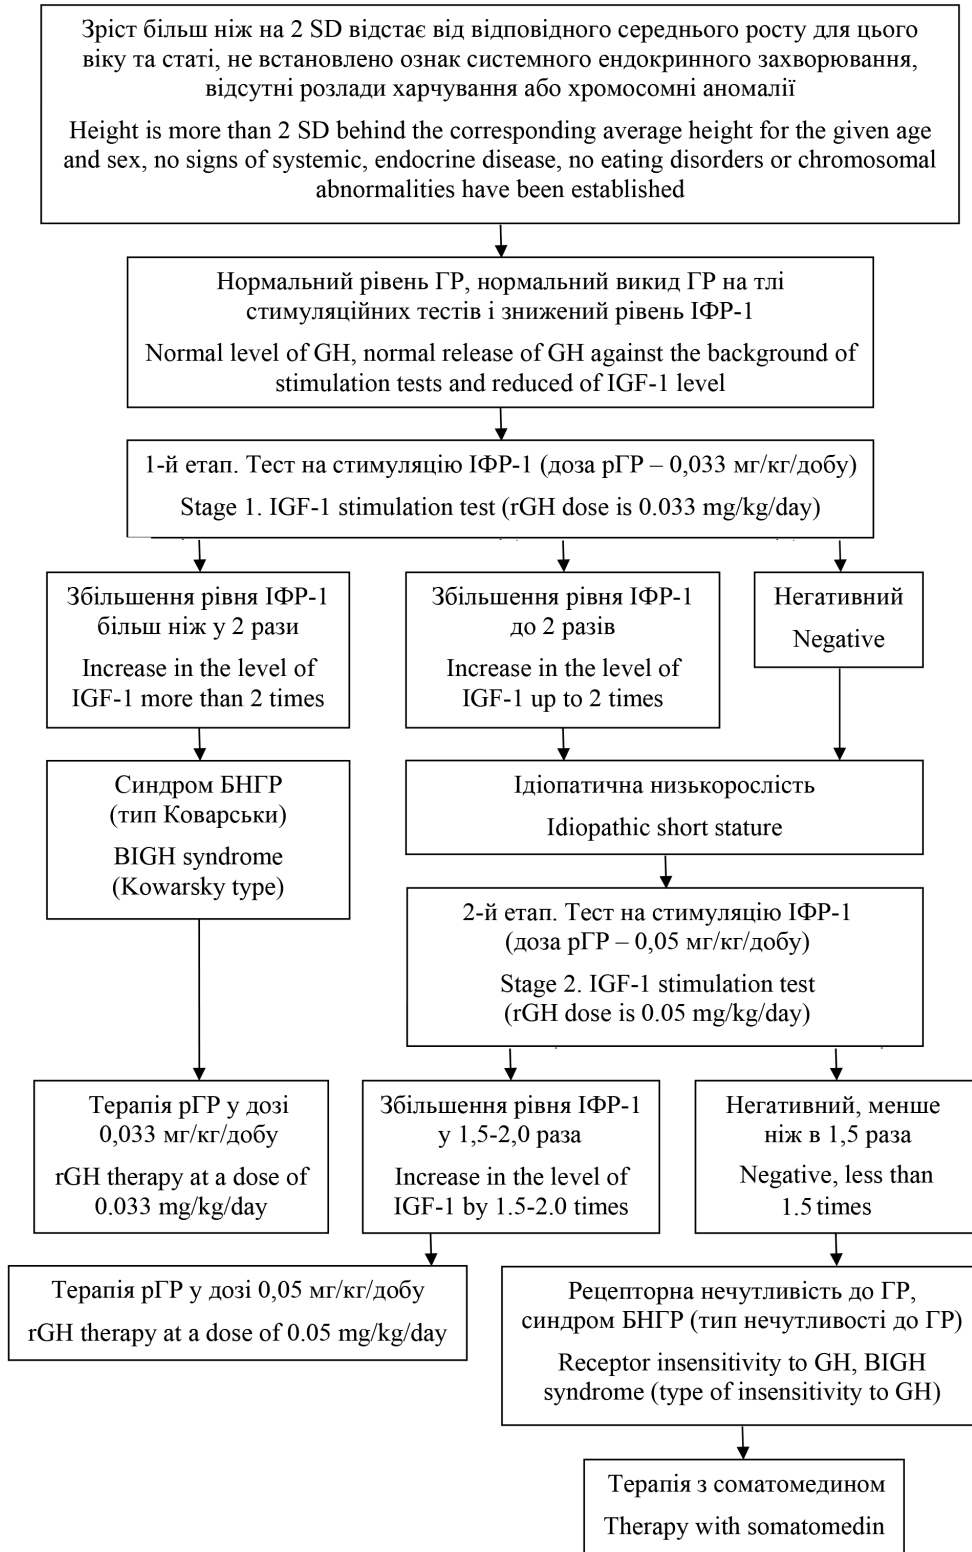 Зріст більш ніж на 2 SD відстає від відповідного середнього росту для цього
віку та статі, не встановлено ознак системного ендокринного захворювання,
відсутні розлади харчування або хромосомні аномалії
Height is more than 2 SD behind the corresponding average height for the given age
and sex, no signs of systemic, endocrine disease, no eating disorders or chromosomal
abnormalities have been established
Нормальний рівень ГР, нормальний викид ГР на тлі
стимуляційних тестів і знижений рівень ІФР-1
Normal level of GH, normal release of GH against the background of
stimulation tests and reduced of IGF-1 level
1-й етап. Тест на стимуляцію ІФР-1 (доза рГР – 0,033 мг/кг/добу)
Stage 1. IGF-1 stimulation test (rGH dose is 0.033 mg/kg/day)
Збільшення рівня ІФР-1
більш ніж у 2 рази
Increase in the level of
IGF-1 more than 2 times
Збільшення рівня ІФР-1
до 2 разів
Increase in the level of
IGF-1 up to 2 times
Негативний
Negative
Синдром БНГР
(тип Коварськи)
BIGH syndrome
(Kowarsky type)
Ідіопатична низькорослість
Idiopathic short stature
2-й етап. Тест на стимуляцію ІФР-1
(доза рГР – 0,05 мг/кг/добу)
Stage 2. IGF-1 stimulation test
(rGH dose is 0.05 mg/kg/day)
Терапія рГР у дозі
0,033 мг/кг/добу
rGH therapy at a dose of
0.033 mg/kg/day
Збільшення рівня ІФР-1
у 1,5-2,0 раза
Increase in the level of
IGF-1 by 1.5-2.0 times
Негативний, менше
ніж в 1,5 раза
Negative, less than
1.5 times
Терапія рГР у дозі 0,05 мг/кг/добу
rGH therapy at a dose of 0.05 mg/kg/day
Рецепторна нечутливість до ГР,
синдром БНГР (тип нечутливості до ГР)
Receptor insensitivity to GH, BIGH
syndrome (type of insensitivity to GH)
Терапія з соматомедином
Therapy with somatomedin